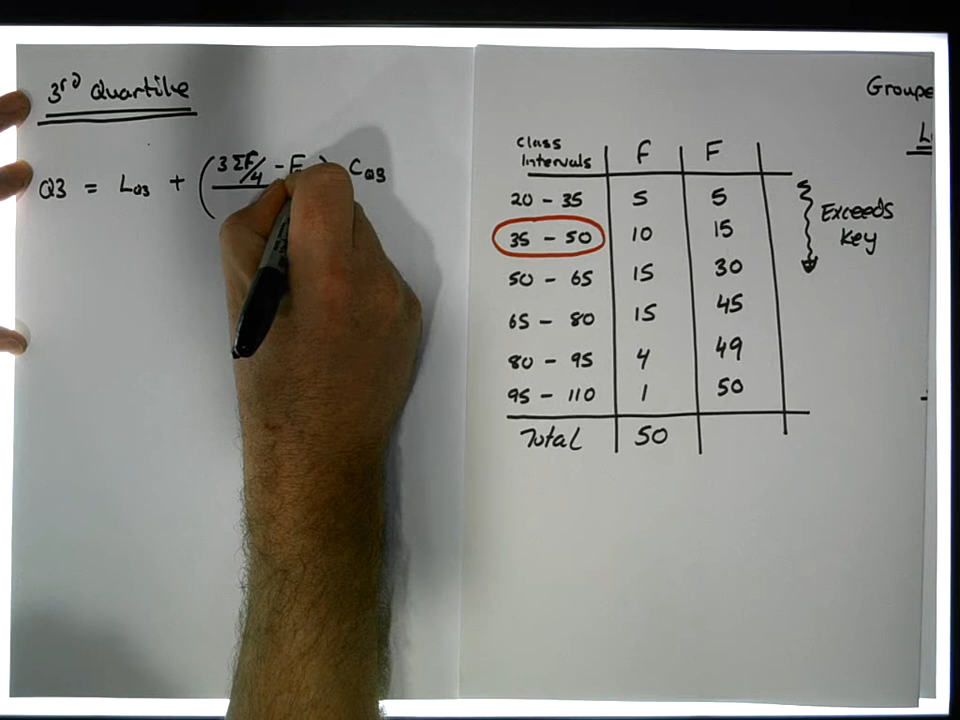 3rd Quartile
Q3 = LQ3 + (3ΣF/4 - F ) CQ3
Groupe
L
Class Intervals F F
20 - 35 5 5
35 - 50 10 15
50 - 65 15 30
65 - 80 15 45
80 - 95 4 49
95 - 110 1 50
Total 50
Exceeds
Key